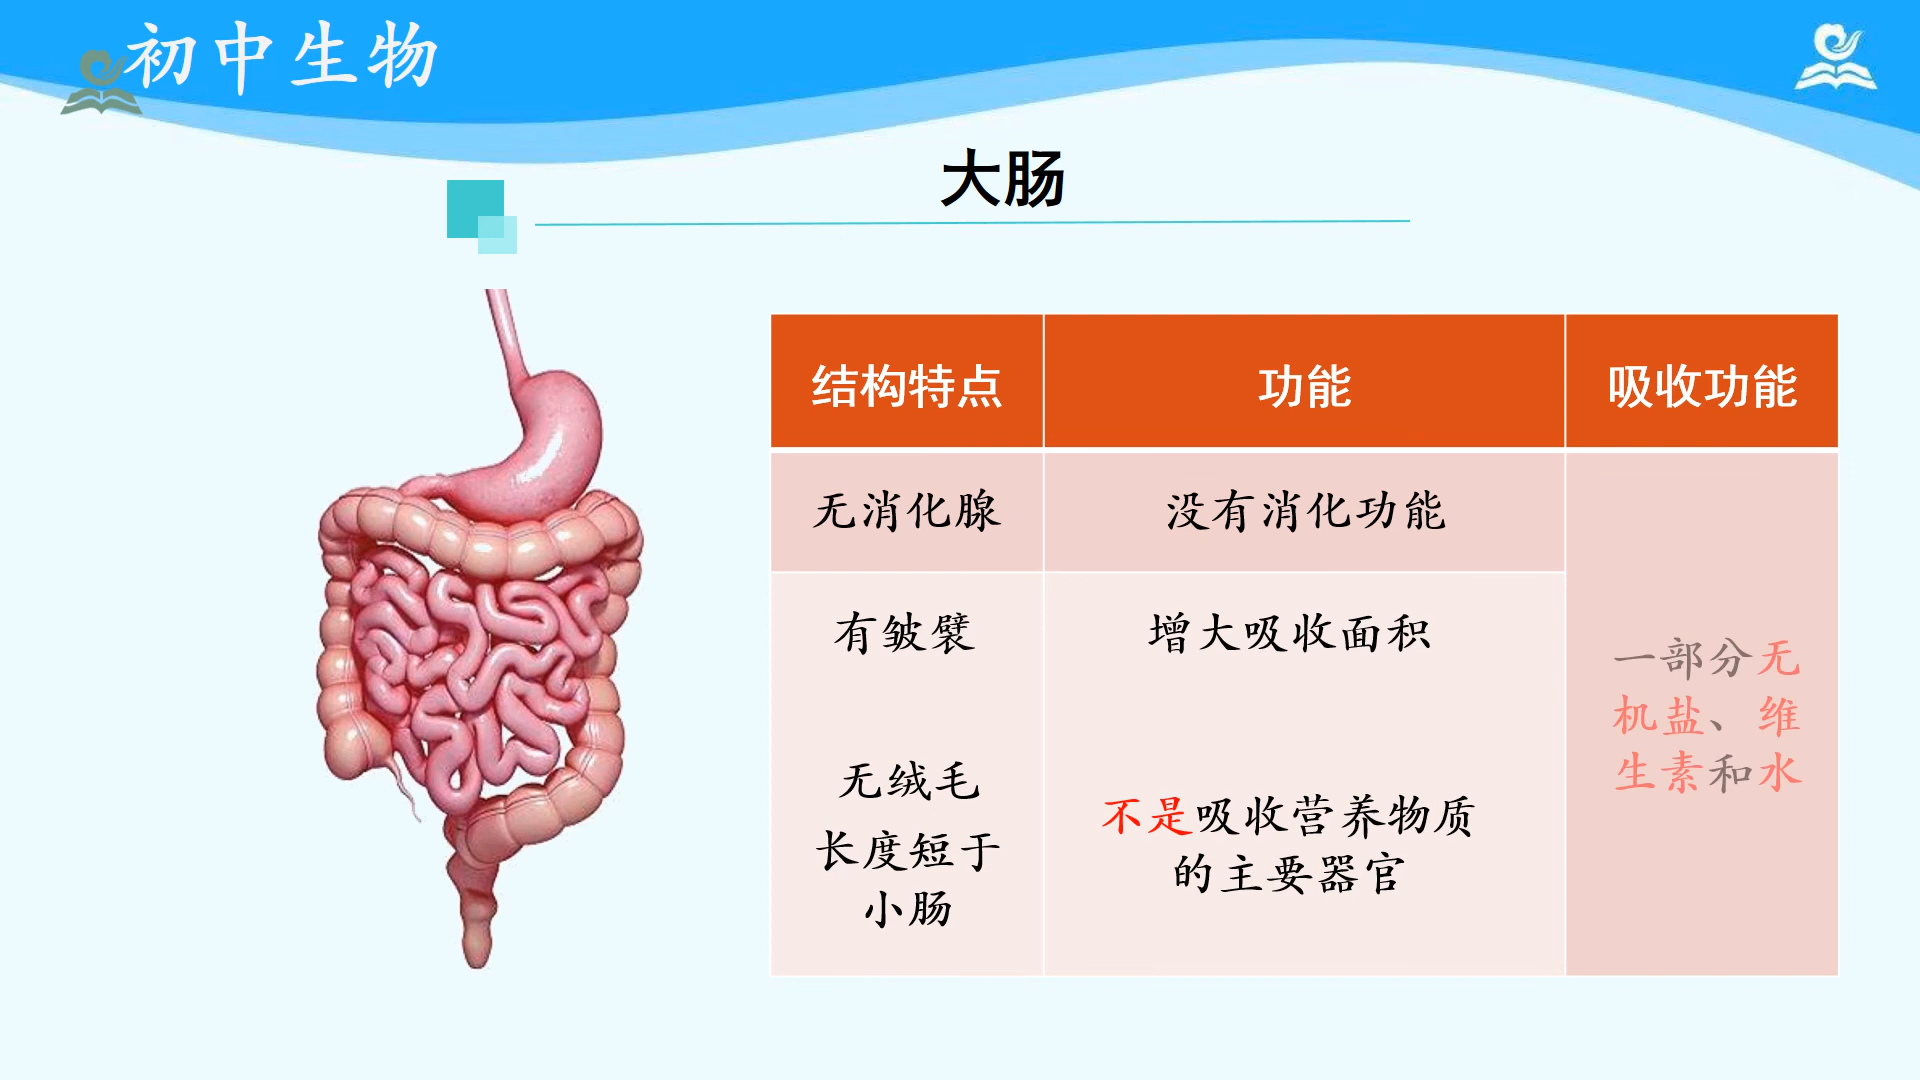 初中生物
大肠
结构特点
功能
吸收功能
无消化腺
没有消化功能
有皱襞
增大吸收面积
无绒毛
长度短于
小肠
不是吸收营养物质
的主要器官
一部分无
机盐、维
生素和水